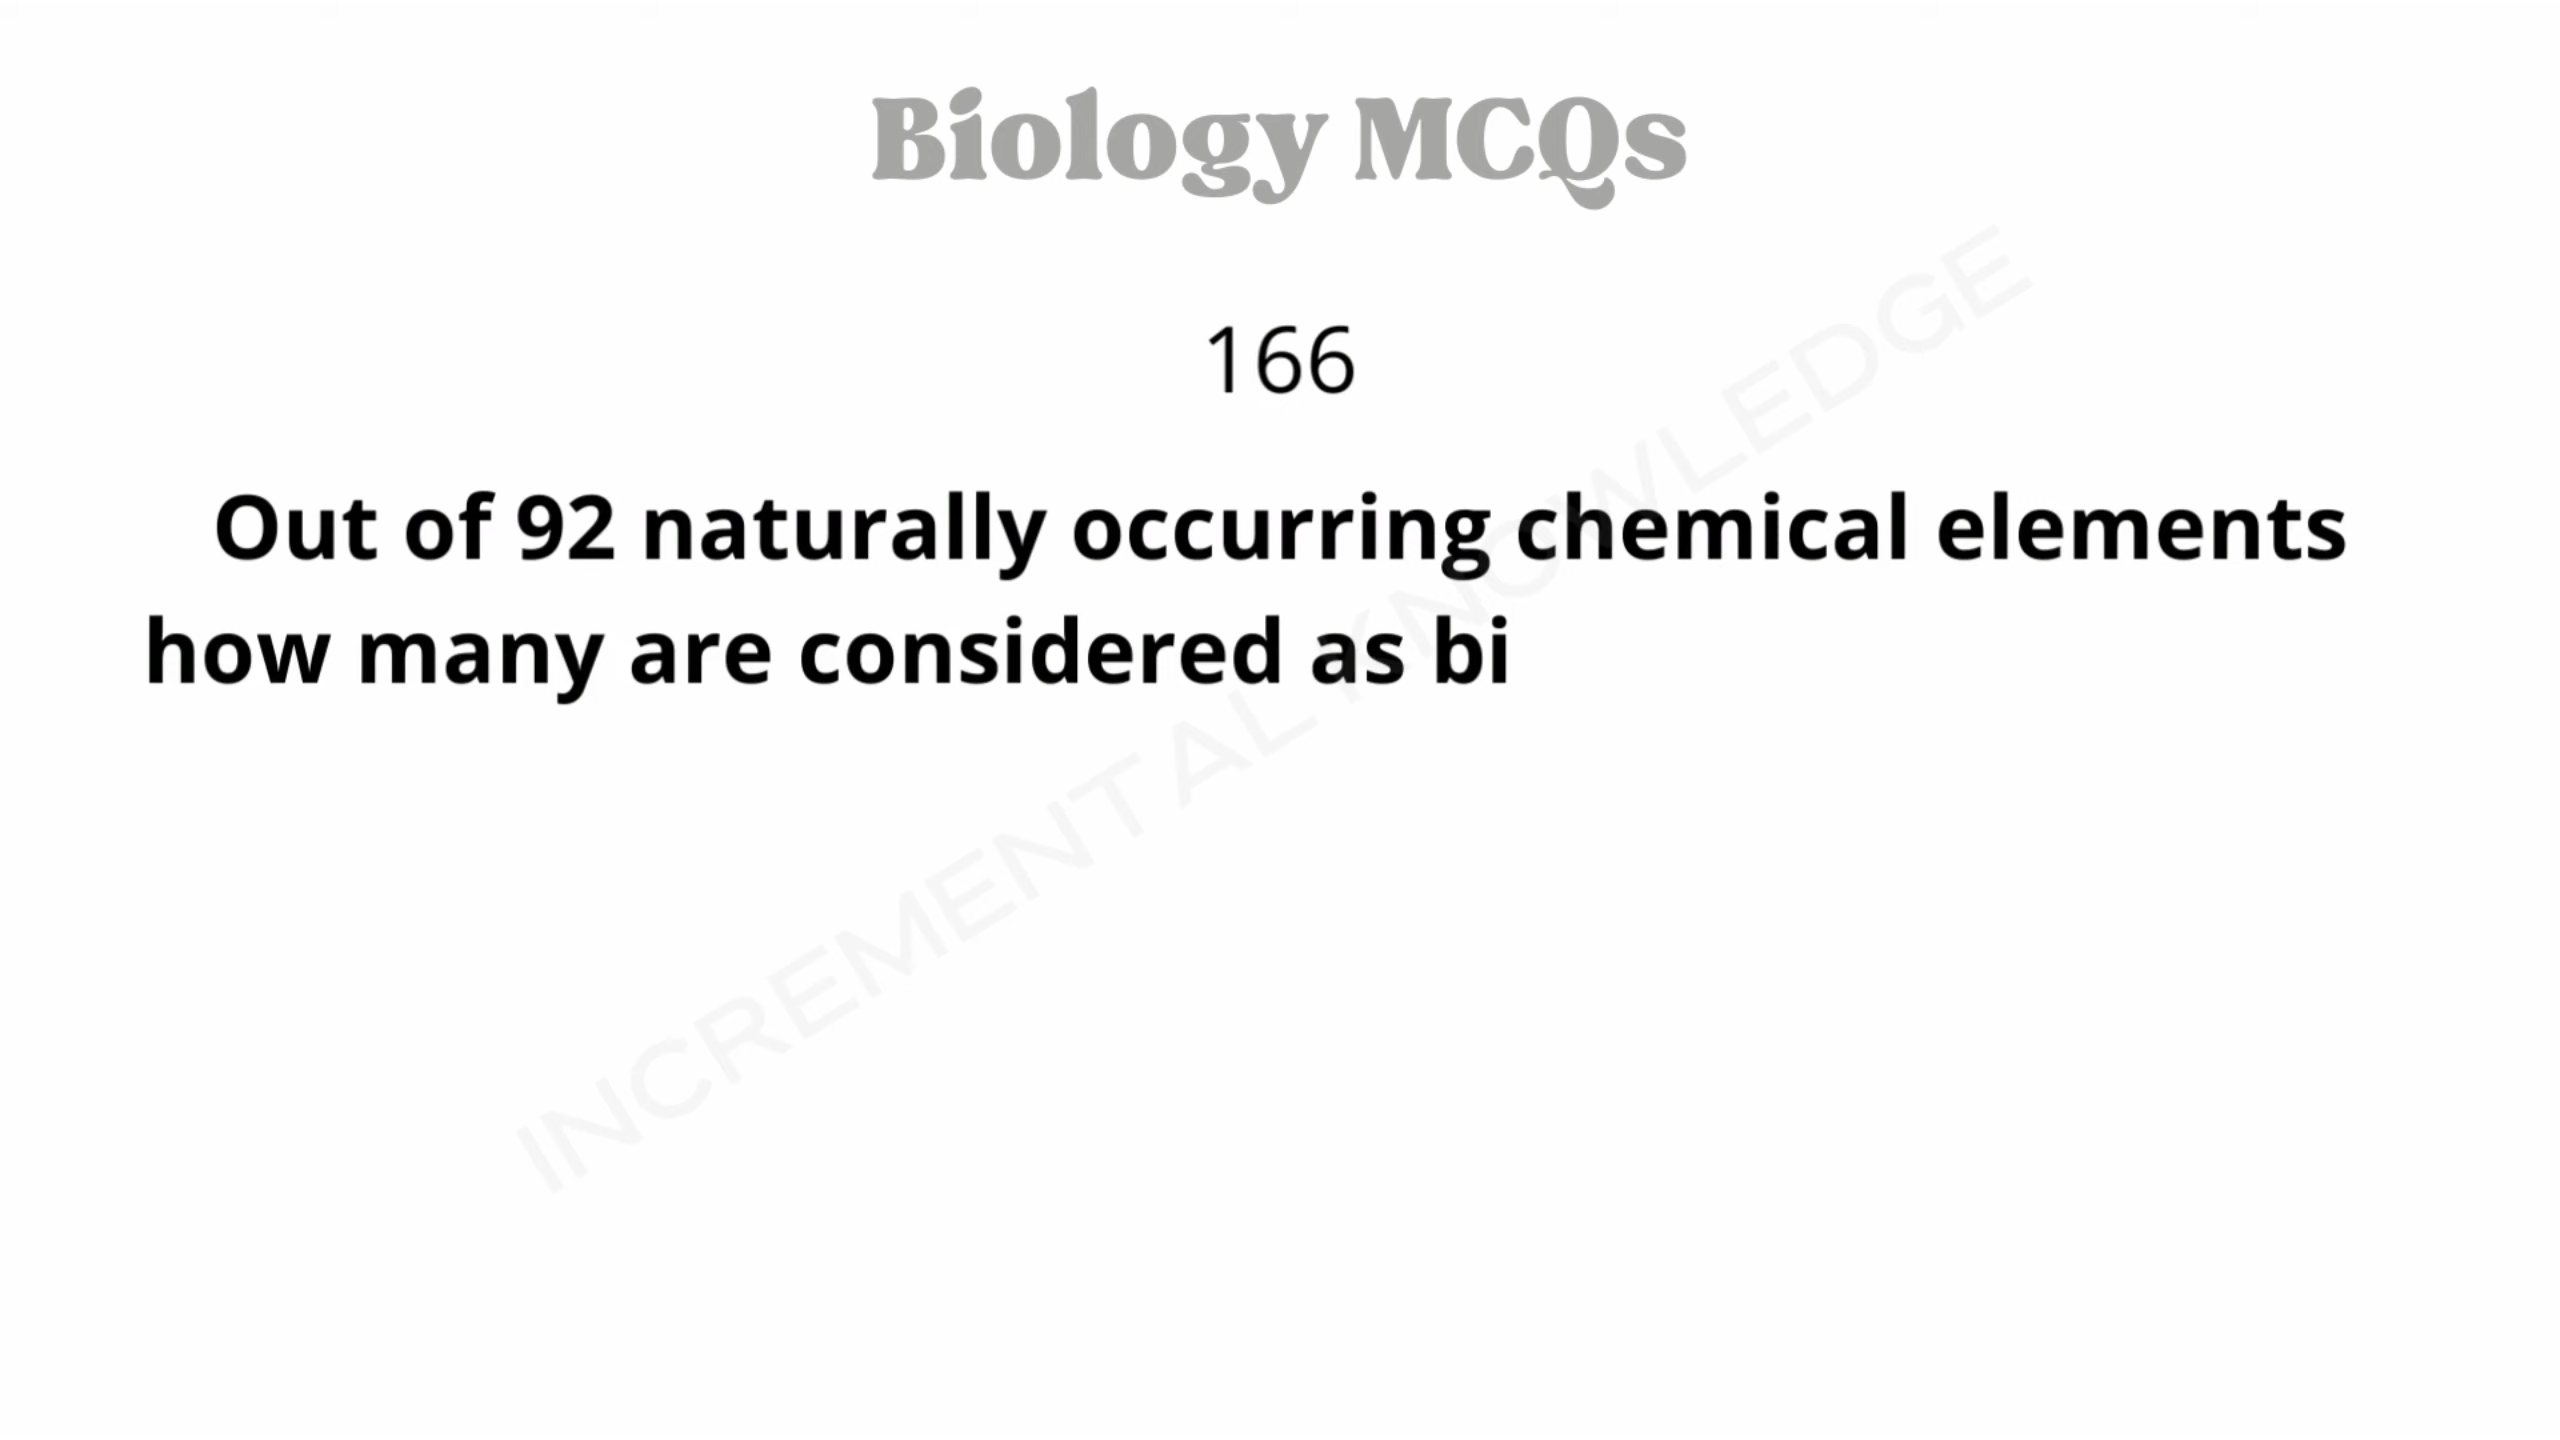 Biology MCQs
166
Out of 92 naturally occurring chemical elements
how many are considered as bi
INCREMENTAL KNOWLEDGE